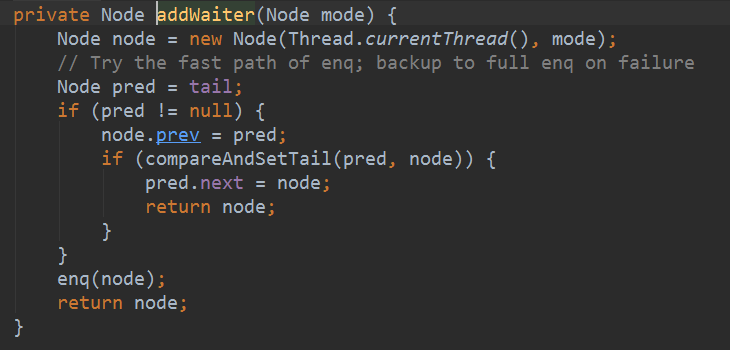 private Node addWaiter(Node mode) {
    Node node = new Node(Thread.currentThread(), mode);
    // Try the fast path of enq; backup to full enq on failure
    Node pred = tail;
    if (pred != null) {
        node.prev = pred;
        if (compareAndSetTail(pred, node)) {
            pred.next = node;
            return node;
        }
    }
    enq(node);
    return node;
}